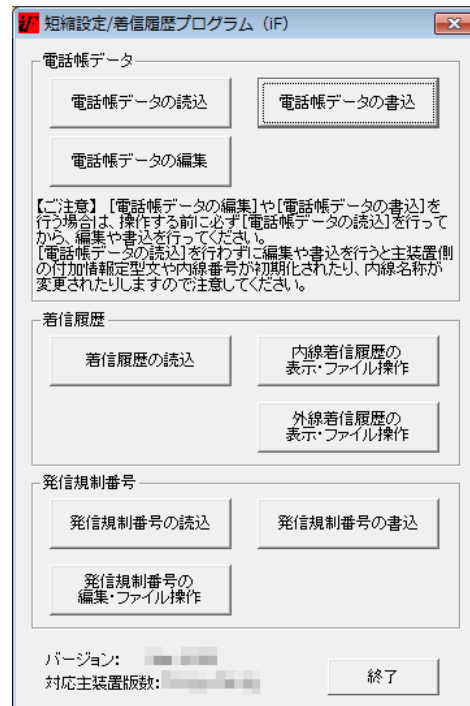 iF 短縮設定/着信履歴プログラム（iF）
電話帳データ
電話帳データの読込 電話帳データの書込
電話帳データの編集
【ご注意】 [電話帳データの編集]や[電話帳データの書込]を
行う場合は、操作する前に必ず[電話帳データの読込]を行って
から、編集や書込を行ってください。
[電話帳データの読込]を行わずに編集や書込を行うと主装置側
の付加情報定型文や内線番号が初期化されたり、内線名称が
変更されたりしますので注意してください。
着信履歴
着信履歴の読込
内線着信履歴の
表示・ファイル操作
外線着信履歴の
表示・ファイル操作
発信規制番号
発信規制番号の読込 発信規制番号の書込
発信規制番号の
編集・ファイル操作
バージョン:
対応主装置版数:
終了